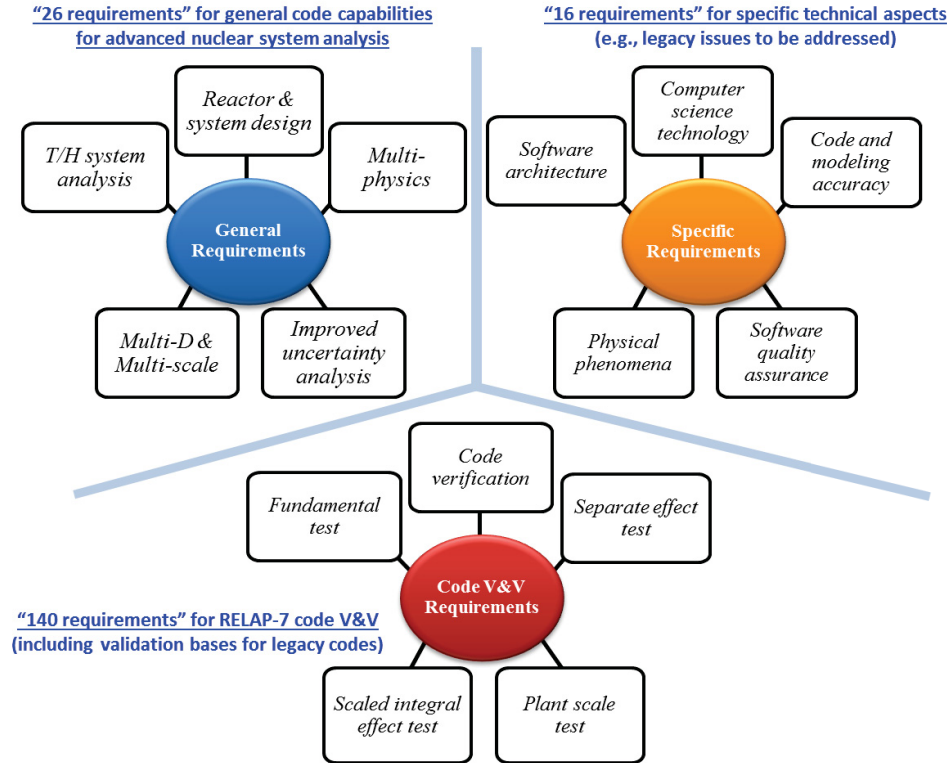 “26 requirements” for general code capabilities
for advanced nuclear system analysis
“16 requirements” for specific technical aspects
(e.g., legacy issues to be addressed)
Reactor &
system design
T/H system
analysis
Multi-
physics
General
Requirements
Multi-D &
Multi-scale
Improved
uncertainty
analysis
Computer
science
technology
Software
architecture
Code and
modeling
accuracy
Specific
Requirements
Physical
phenomena
Software
quality
assurance
Code
verification
Fundamental
test
Separate effect
test
Code V&V
Requirements
“140 requirements” for RELAP-7 code V&V
(including validation bases for legacy codes)
Scaled integral
effect test
Plant scale
test